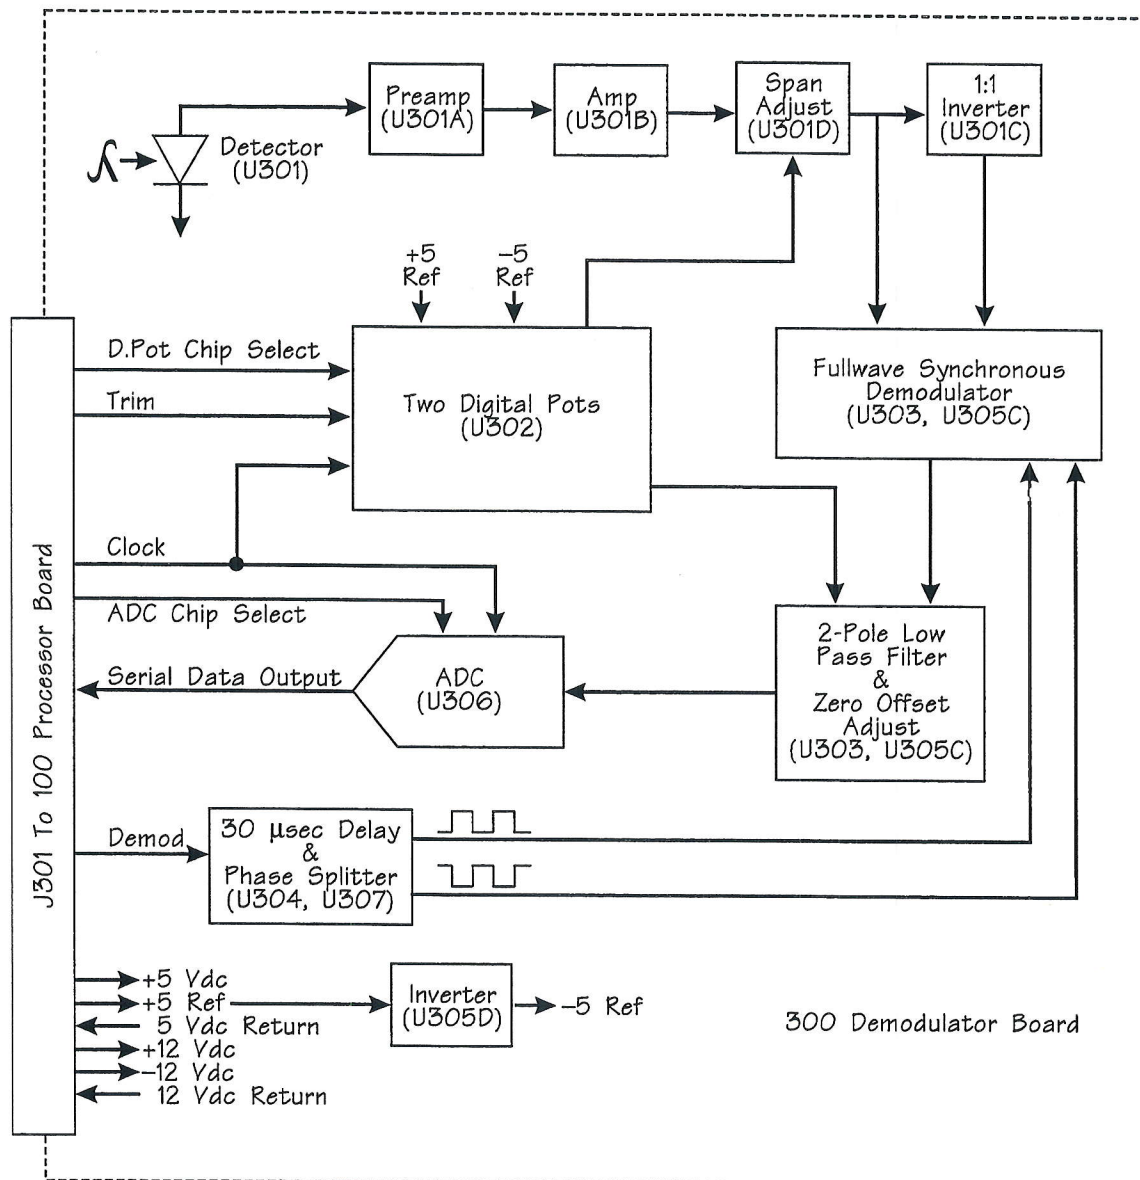 Preamp
(U301A)
Amp
(U301B)
Span
Adjust
(U301D)
1:1
Inverter
(U301C)
Detector
(U301)
+5
Ref
–5
Ref
D.Pot Chip Select
Trim
Two Digital Pots
(U302)
Fullwave Synchronous
Demodulator
(U303, U305C)
Clock
ADC Chip Select
Serial Data Output
ADC
(U306)
2-Pole Low
Pass Filter
&
Zero Offset
Adjust
(U303, U305C)
J301 To 100 Processor Board
Demod
30 µsec Delay
&
Phase Splitter
(U304, U307)
+5 Vdc
+5 Ref
5 Vdc Return
+12 Vdc
–12 Vdc
12 Vdc Return
Inverter
(U305D)
–5 Ref
300 Demodulator Board